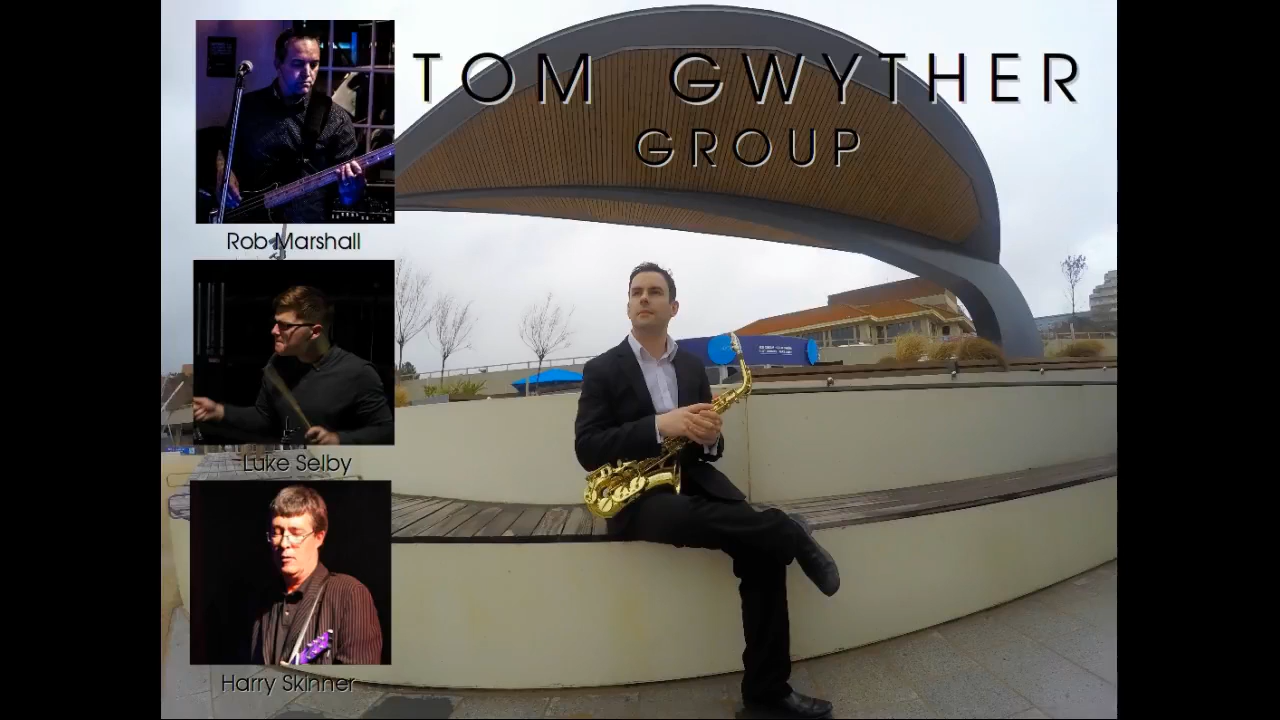 TOM GWYTHER
GROUP
Rob Marshall
Luke Selby
Harry Skinner